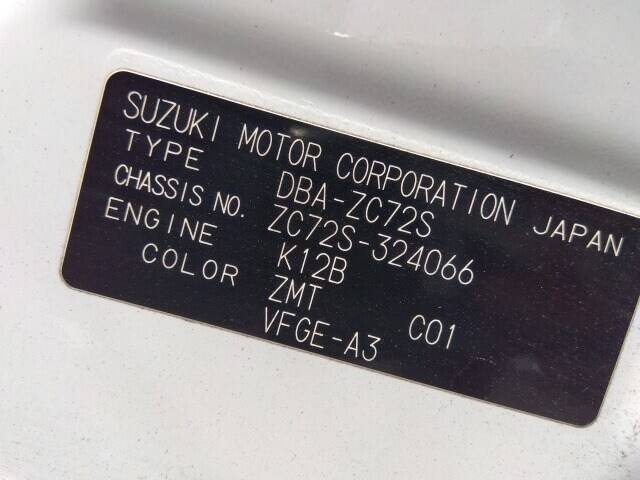 SUZUKI MOTOR CORPORATION JAPAN
TYPE DBA-ZC72S
CHASSIS NO. ZC72S-324066
ENGINE K12B
COLOR ZMT C01
VFGE-A3